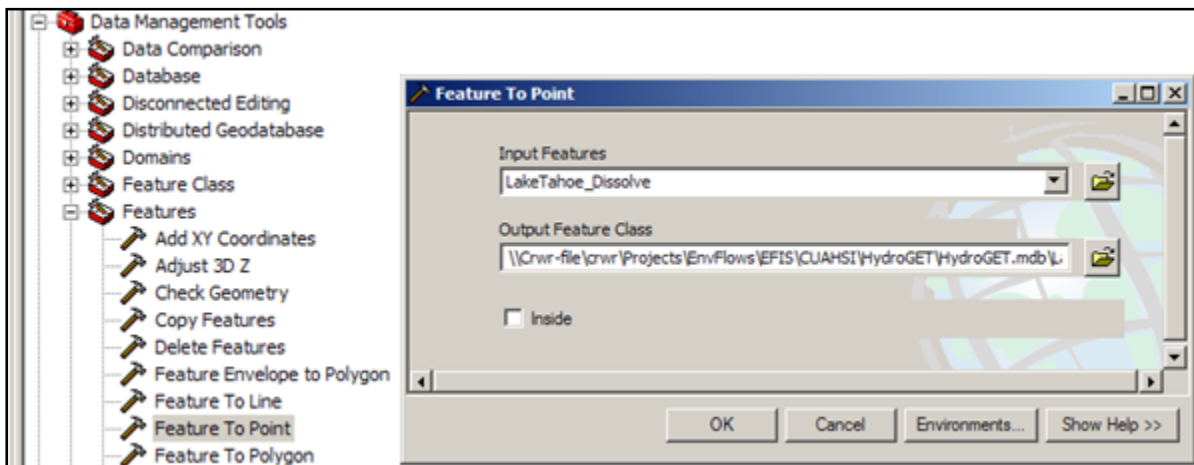 Data Management Tools
Data Comparison
Database
Disconnected Editing
Distributed Geodatabase
Domains
Feature Class
Features
Add XY Coordinates
Adjust 3D Z
Check Geometry
Copy Features
Delete Features
Feature Envelope to Polygon
Feature To Line
Feature To Point
Feature To Polygon
Feature To Point
Input Features
LakeTahoe_Dissolve
Output Feature Class
\\Crwr-file\crwr\Projects\EnvFlows\EFIS\CUAHSI\HydroGET\HydroGET.mdb\L
Inside
OK
Cancel
Environments...
Show Help >>